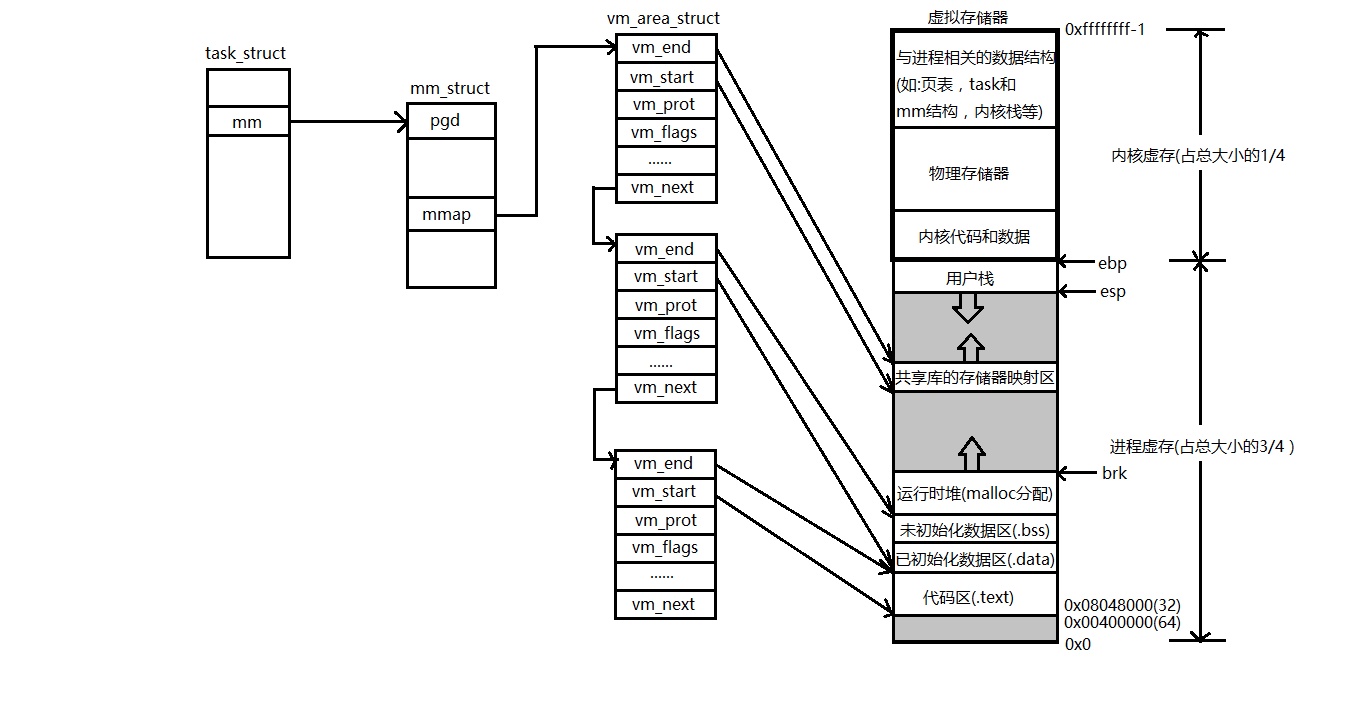 task_struct
mm
mm_struct
pgd
mmap
vm_area_struct
vm_end
vm_start
vm_prot
vm_flags
......
vm_next
vm_end
vm_start
vm_prot
vm_flags
......
vm_next
vm_end
vm_start
vm_prot
vm_flags
......
vm_next
虚拟存储器
与进程相关的数据结构
(如:页表，task和
mm结构，内核栈等)
物理存储器
内核代码和数据
用户栈
共享库的存储器映射区
运行时堆(malloc分配)
未初始化数据区(.bss)
已初始化数据区(.data)
代码区(.text)
0xffffffff-1
内核虚存(占总大小的1/4
ebp
esp
进程虚存(占总大小的3/4 )
brk
0x08048000(32)
0x00400000(64)
0x0